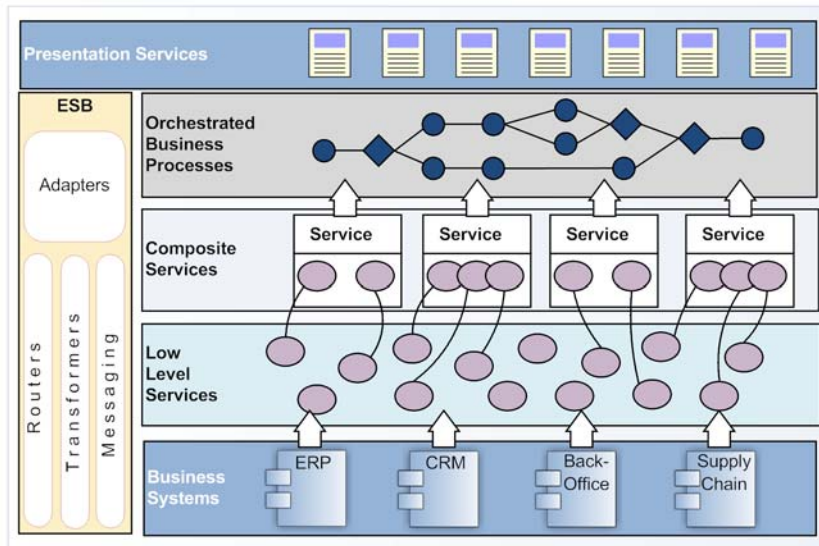 Presentation Services
ESB
Adapters
Routers
Transformers
Messaging
Orchestrated
Business
Processes
Composite
Services
Service
Service
Service
Service
Low
Level
Services
Business
Systems
ERP
CRM
Back-
Office
Supply
Chain